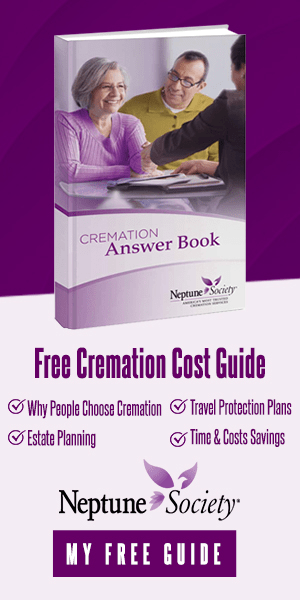 CREMATION
Answer Book
Neptune Society®
AMERICA'S MOST TRUSTED
CREMATION SERVICES
Free Cremation Cost Guide
Why People Choose Cremation
Travel Protection Plans
Estate Planning
Time & Costs Savings
Neptune Society®
MY FREE GUIDE